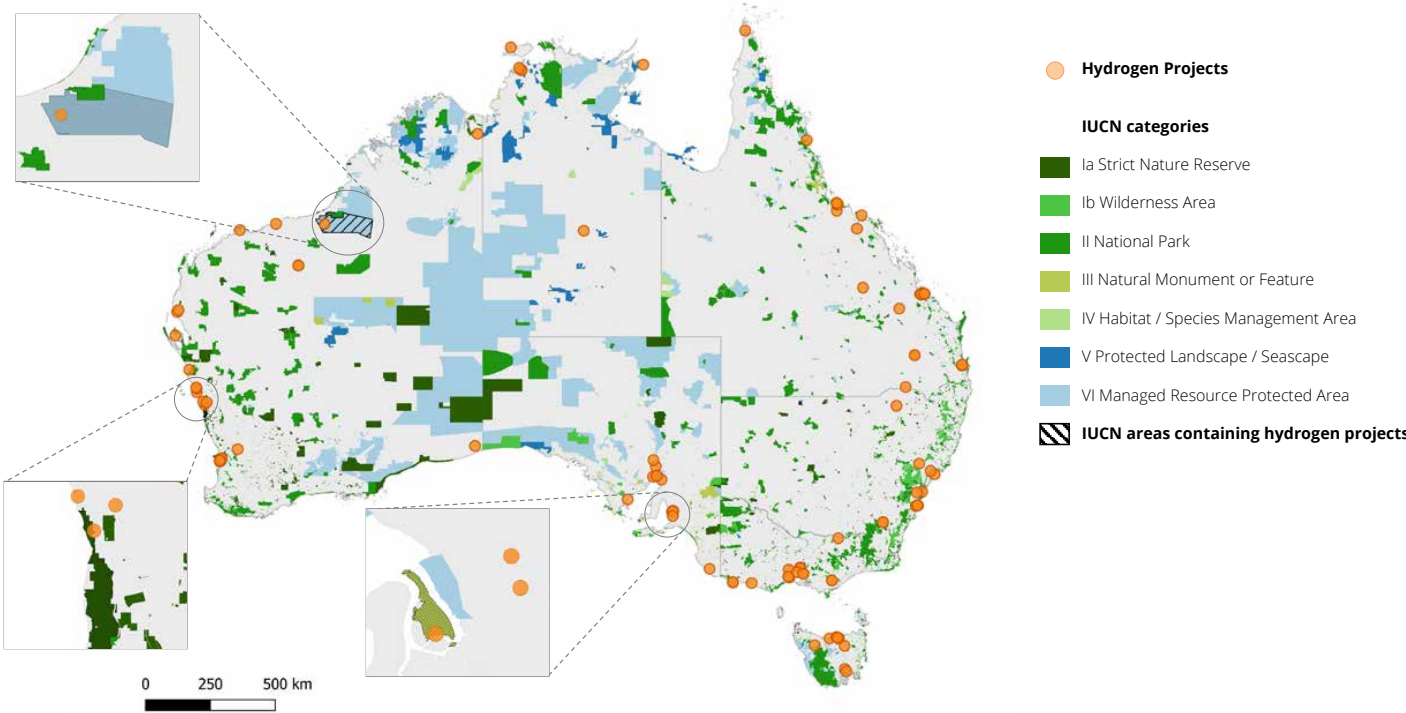 Hydrogen Projects
IUCN categories
Ia Strict Nature Reserve
Ib Wilderness Area
II National Park
III Natural Monument or Feature
IV Habitat / Species Management Area
V Protected Landscape / Seascape
VI Managed Resource Protected Area
IUCN areas containing hydrogen projects
0 250 500 km